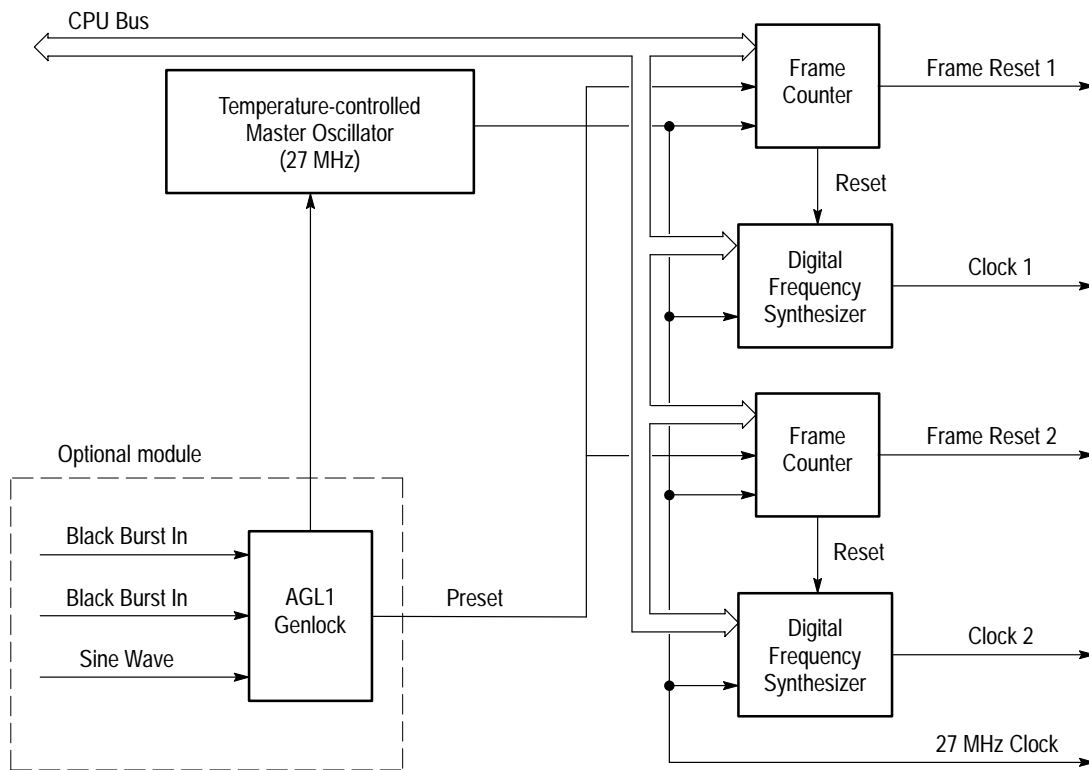 CPU Bus
Temperature-controlled
Master Oscillator
(27 MHz)
Frame
Counter
Frame Reset 1
Reset
Digital
Frequency
Synthesizer
Clock 1
Frame
Counter
Frame Reset 2
Optional module
Black Burst In
Black Burst In
Sine Wave
AGL1
Genlock
Preset
Reset
Digital
Frequency
Synthesizer
Clock 2
27 MHz Clock